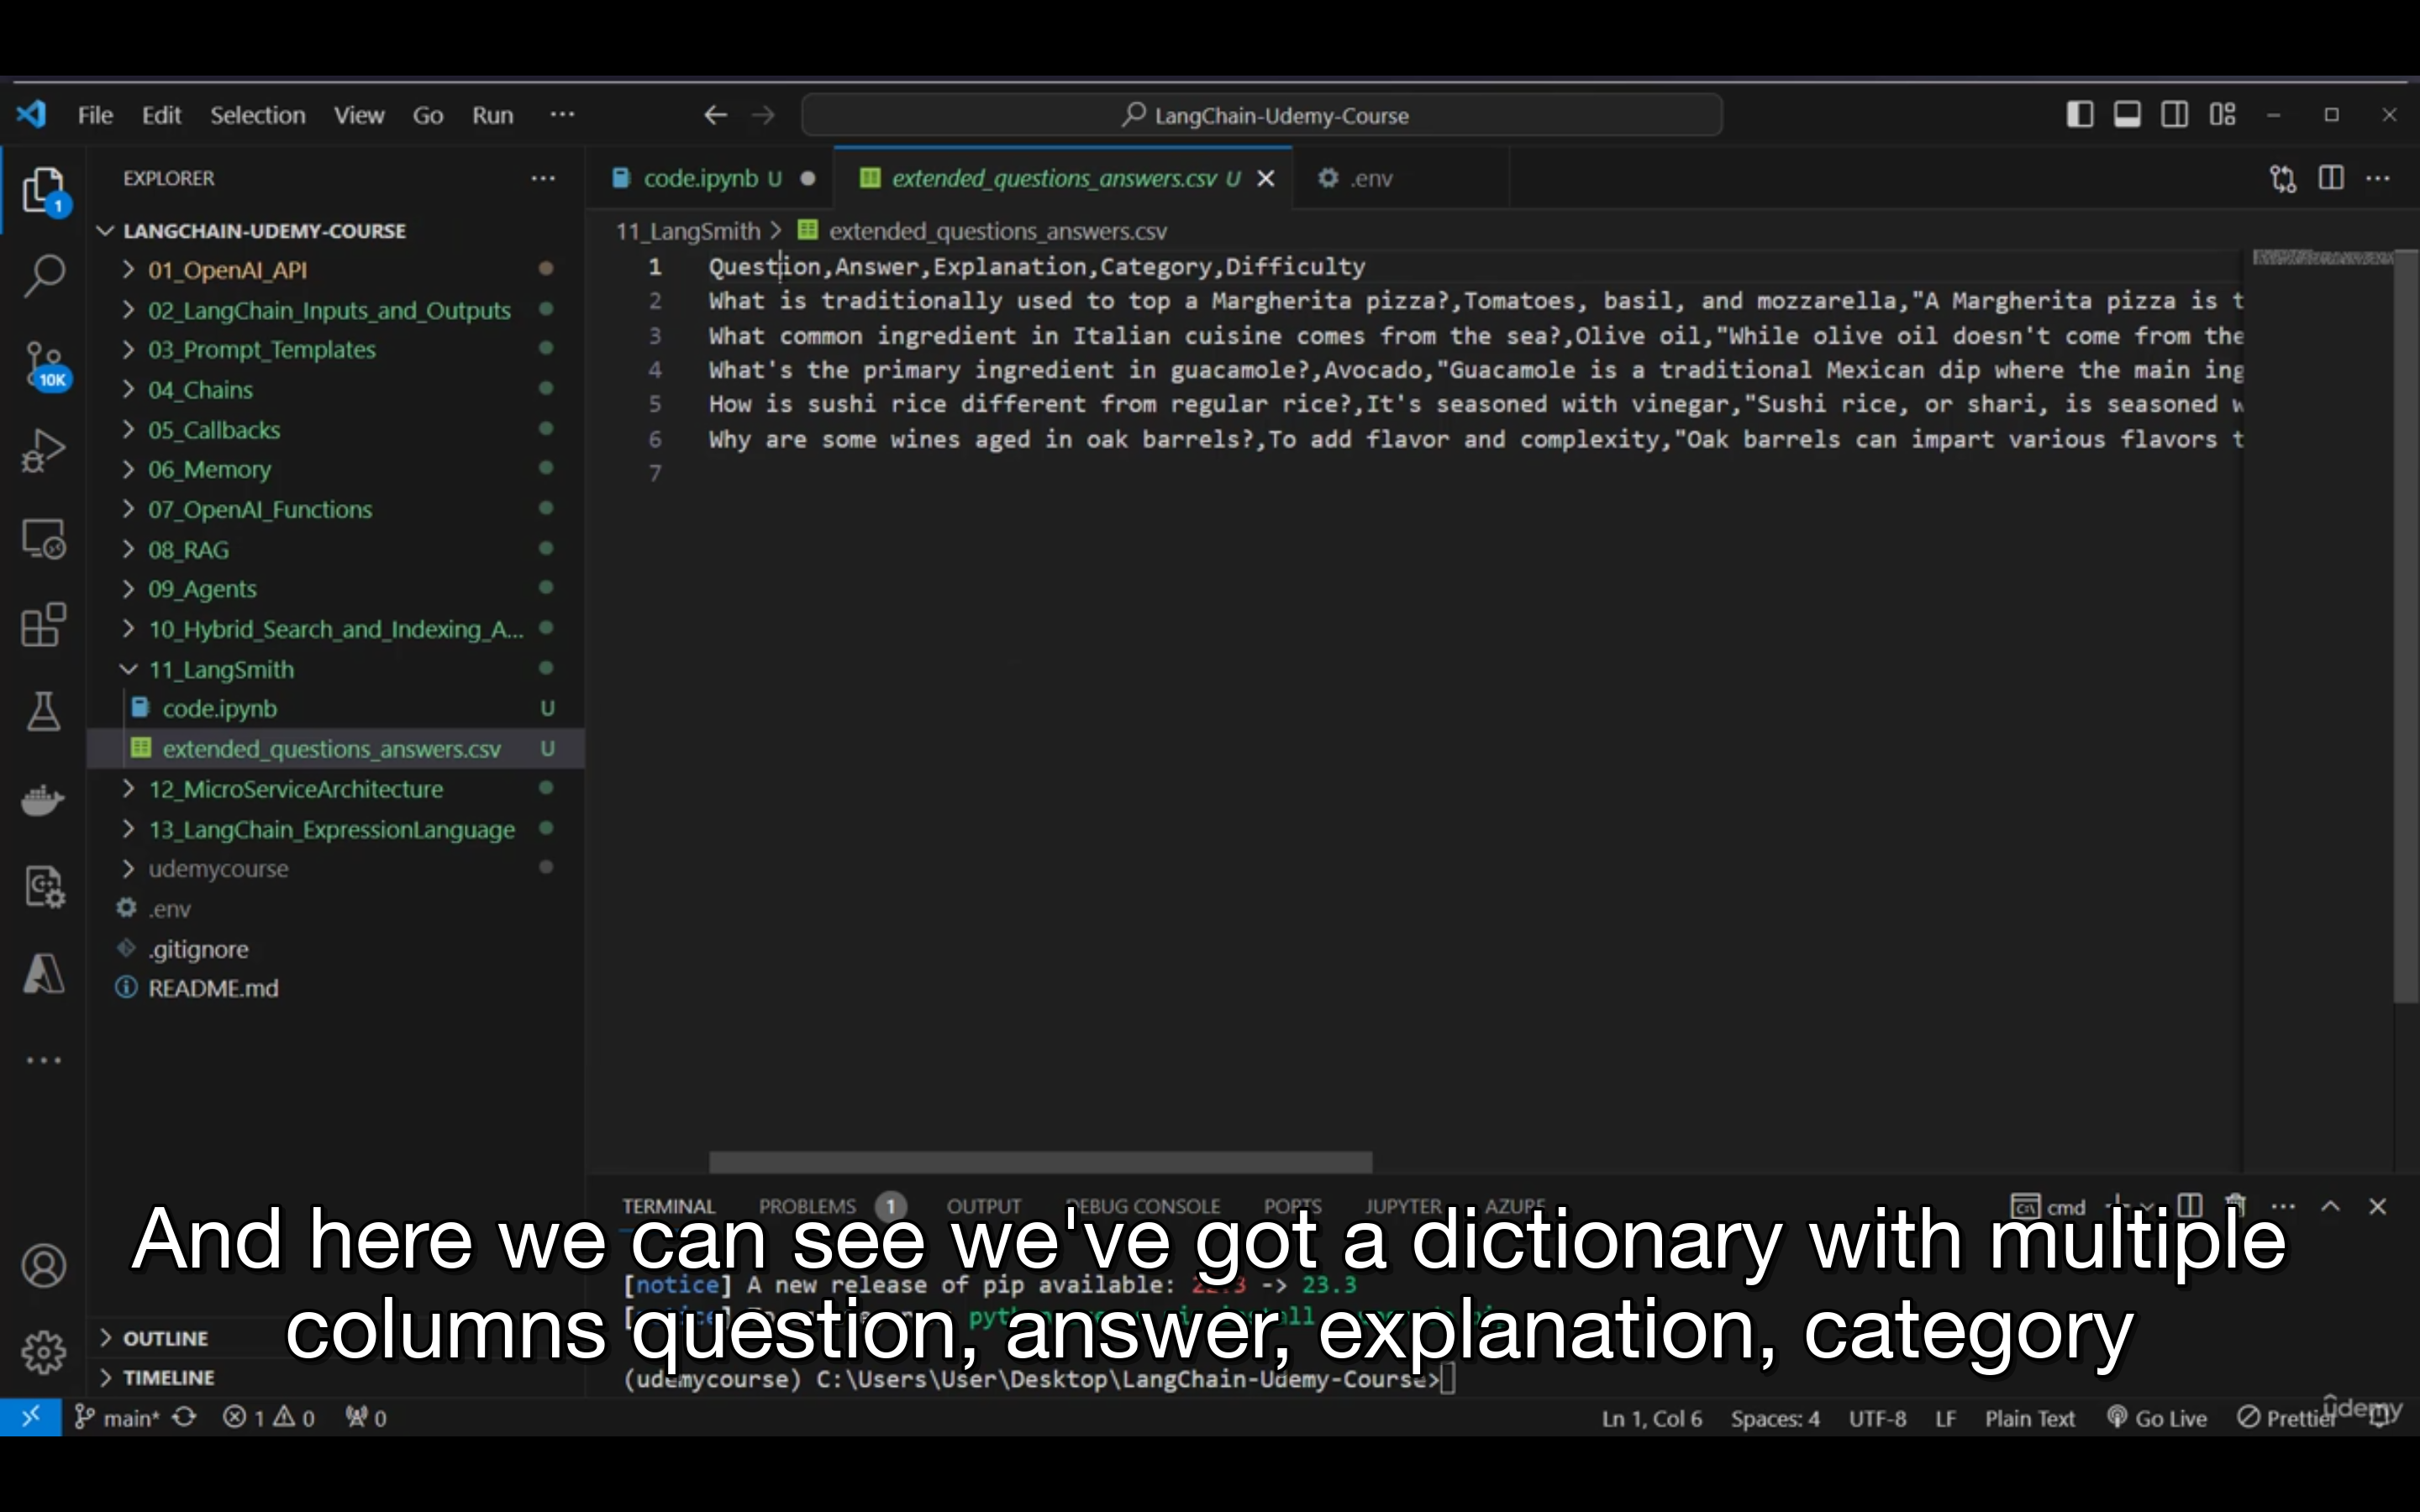 File Edit Selection View Go Run ...
LangChain-Udemy-Course
EXPLORER
code.ipynb U
extended_questions_answers.csv U
.env
1
LANGCHAIN-UDEMY-COURSE
01_OpenAI_API
02_LangChain_Inputs_and_Outputs
03_Prompt_Templates
10K
04_Chains
05_Callbacks
06_Memory
07_OpenAI_Functions
08_RAG
09_Agents
10_Hybrid_Search_and_Indexing_A...
11_LangSmith
code.ipynb U
extended_questions_answers.csv U
12_MicroServiceArchitecture
13_LangChain_ExpressionLanguage
udemycourse
.env
.gitignore
README.md
OUTLINE
TIMELINE
11_LangSmith > extended_questions_answers.csv
1 Question,Answer,Explanation,Category,Difficulty
2 What is traditionally used to top a Margherita pizza?,Tomatoes, basil, and mozzarella,"A Margherita pizza is t
3 What common ingredient in Italian cuisine comes from the sea?,Olive oil,"While olive oil doesn't come from the
4 What's the primary ingredient in guacamole?,Avocado,"Guacamole is a traditional Mexican dip where the main ing
5 How is sushi rice different from regular rice?,It's seasoned with vinegar,"Sushi rice, or shari, is seasoned w
6 Why are some wines aged in oak barrels?,To add flavor and complexity,"Oak barrels can impart various flavors t
7
TERMINAL PROBLEMS 1 OUTPUT DEBUG CONSOLE PORTS JUPYTER AZURE
cmd
And here we can see we've got a dictionary with multiple
columns question, answer, explanation, category
[notice] A new release of pip available: 22.3 -> 23.3
(udemycourse) C:\Users\User\Desktop\LangChain-Udemy-Course>
main* 1 0 0
Ln 1, Col 6 Spaces: 4 UTF-8 LF Plain Text Go Live Prettier
udemy